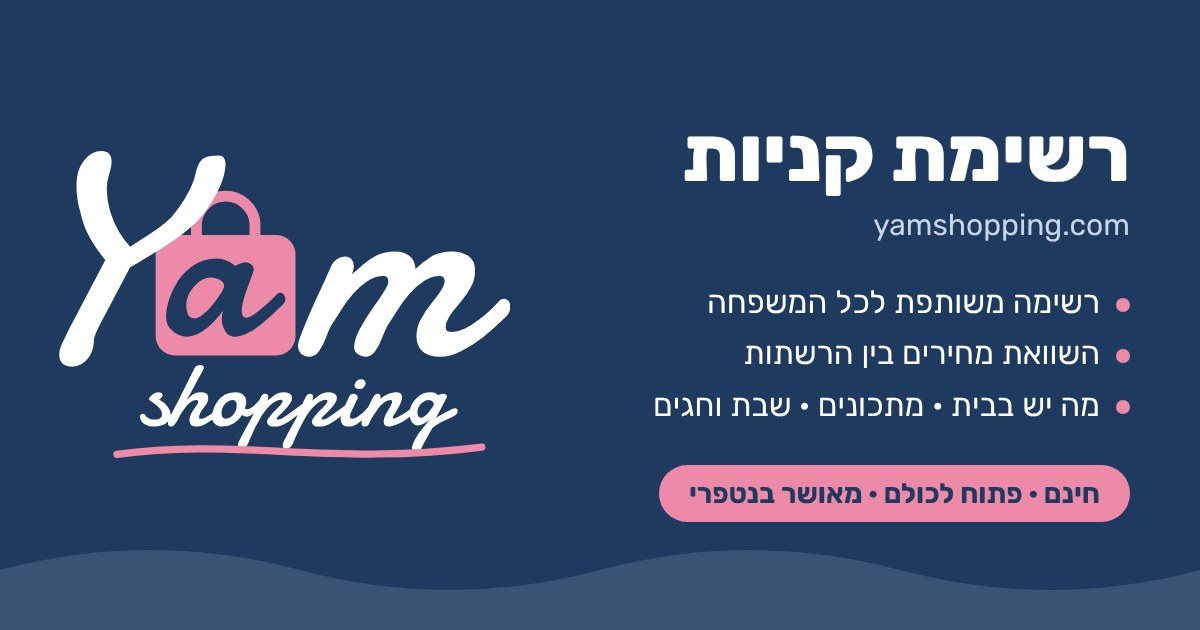 Yam
shopping
רשימת קניות
yamshopping.com
רשימה משותפת לכל המשפחה
השוואת מחירים בין הרשתות
מה יש בבית • מתכונים • שבת וחגים
חינם • פתוח לכולם • מאושר בנטפרי